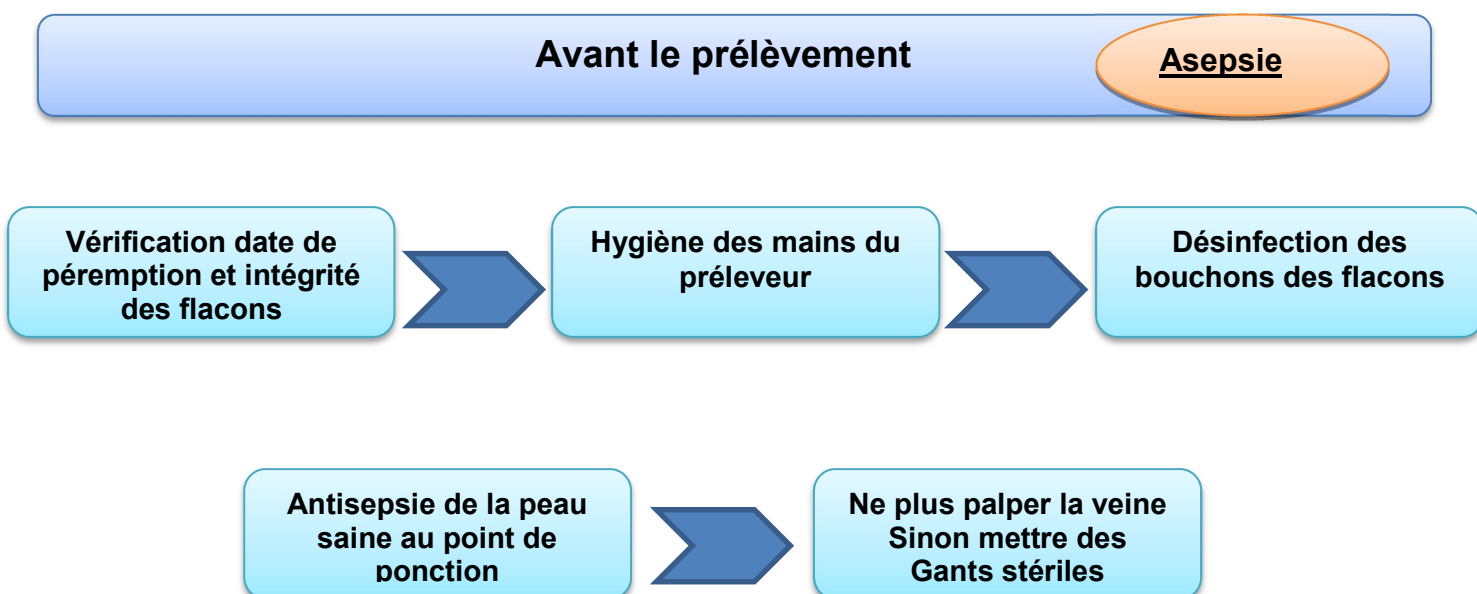 Avant le prélèvement
Asepsie
Vérification date de
péremption et intégrité
des flacons
Hygiène des mains du
préleveur
Désinfection des
bouchons des flacons
Antisepsie de la peau
saine au point de
ponction
Ne plus palper la veine
Sinon mettre des
Gants stériles